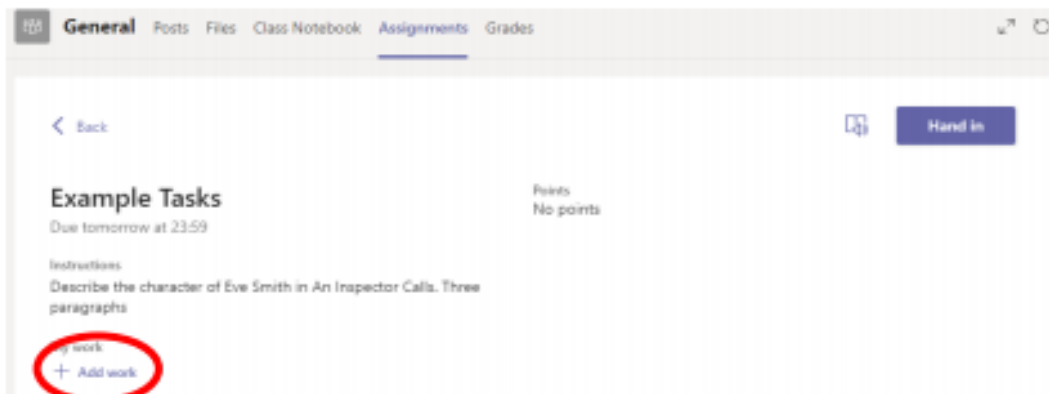 General Posts Files Class Notebook Assignments Grades
Back
Hand in
Example Tasks
Due tomorrow at 23:59
Points
No points
Instructions
Describe the character of Eve Smith in An Inspector Calls. Three
paragraphs
My work
+ Add work